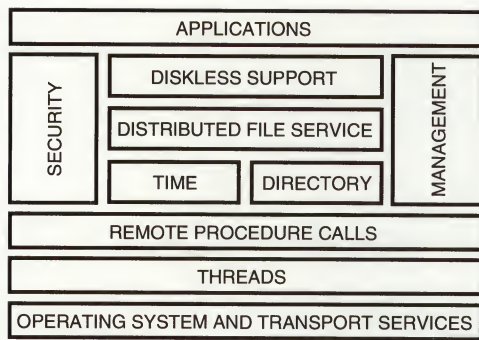 APPLICATIONS
SECURITY
DISKLESS SUPPORT
DISTRIBUTED FILE SERVICE
TIME
DIRECTORY
MANAGEMENT
REMOTE PROCEDURE CALLS
THREADS
OPERATING SYSTEM AND TRANSPORT SERVICES